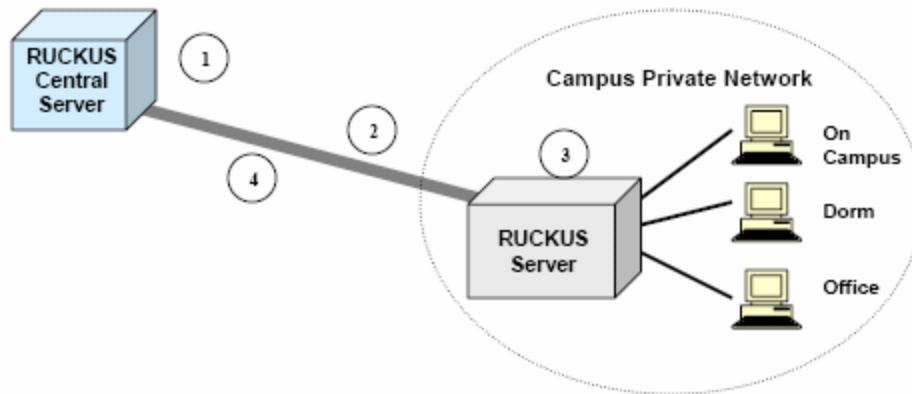 RUCKUS
Central
Server
1
2
4
Campus Private Network
3
RUCKUS
Server
On
Campus
Dorm
Office